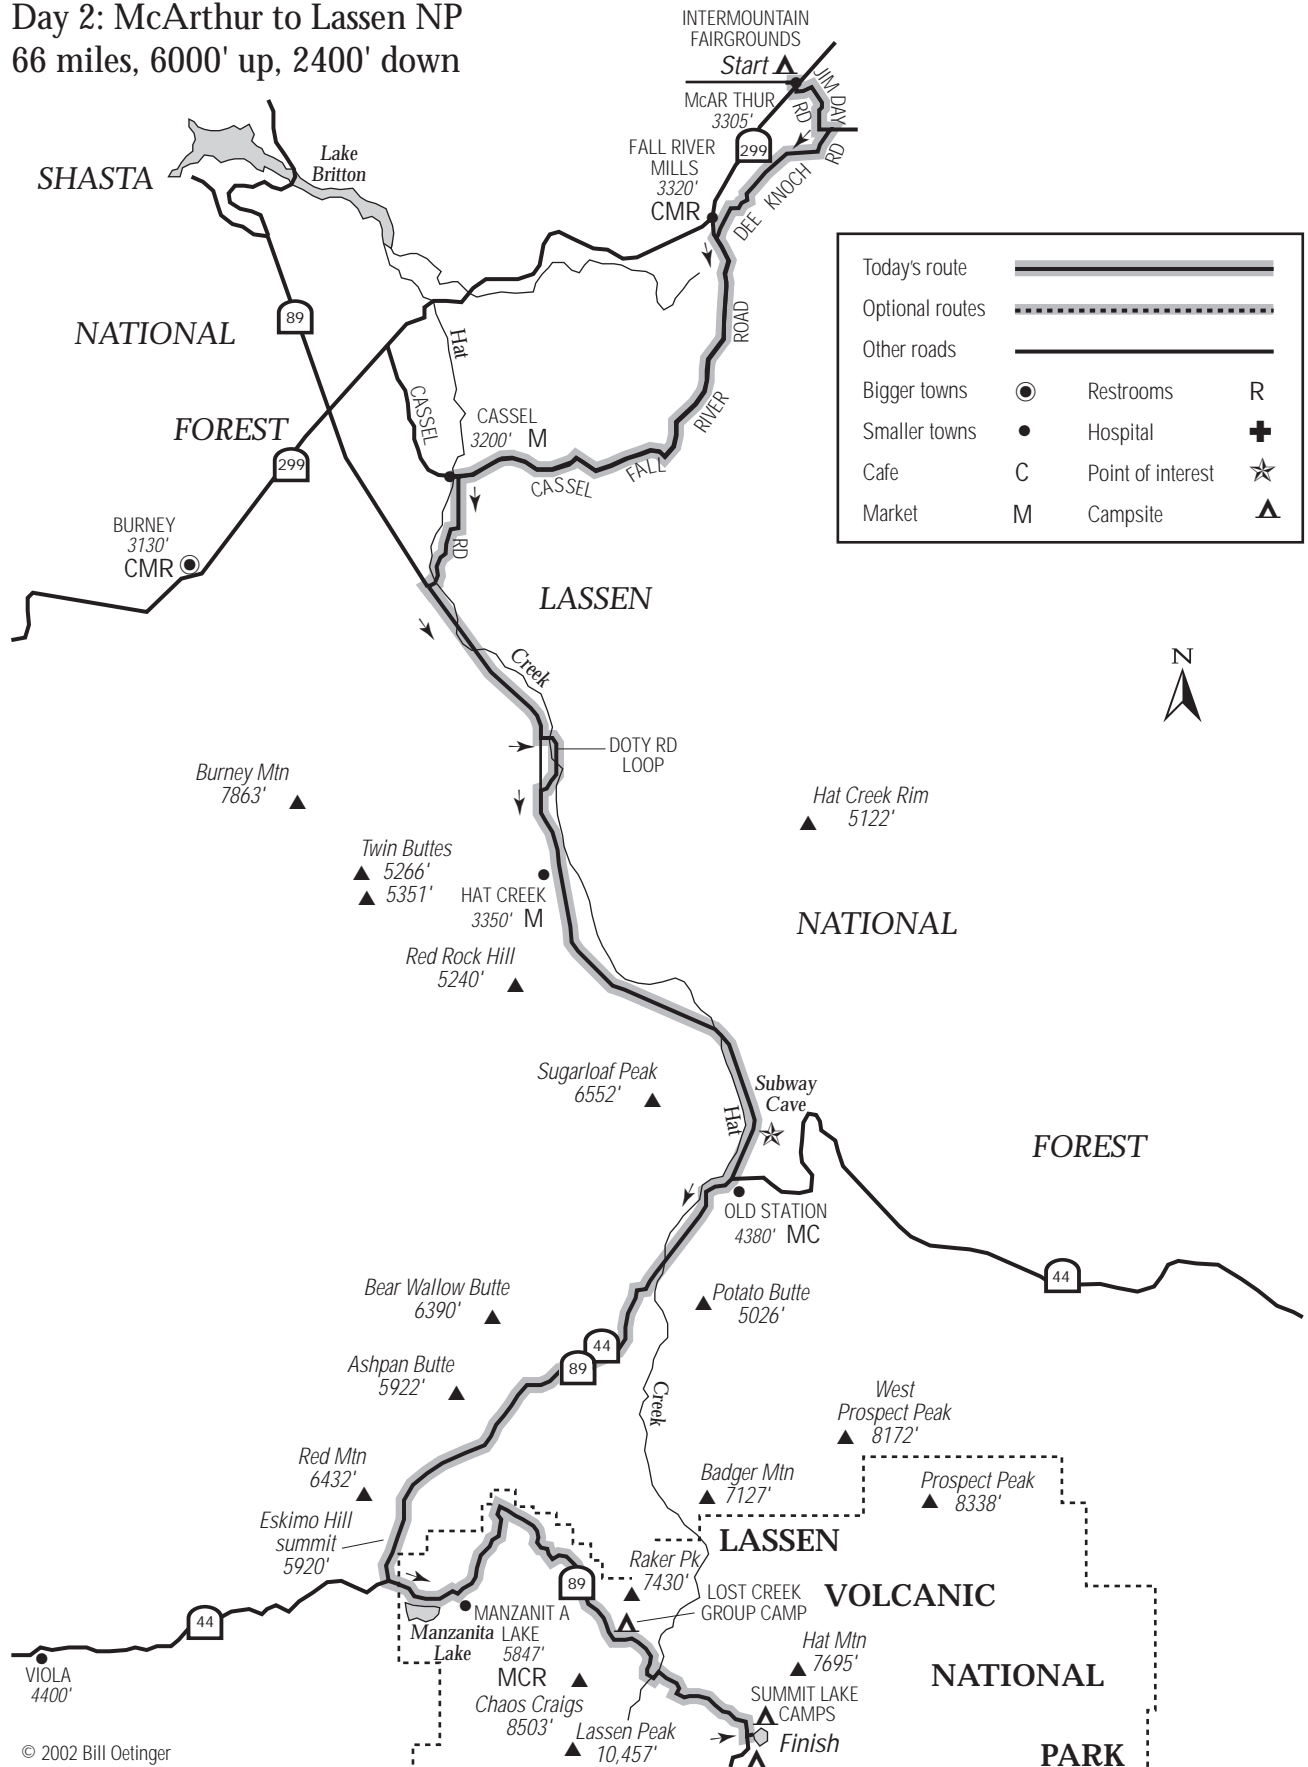 Day 2: McArthur to Lassen NP
66 miles, 6000' up, 2400' down
INTERMOUNTAIN
FAIRGROUNDS
Start
JIM DAY
RD
McAR THUR
3305'
299
FALL RIVER
MILLS
3320'
CMR
DEE KNOCH
RD
Lake
Britton
SHASTA
NATIONAL
FOREST
89
299
Hat
CASSEL
CASSEL
3200' M
CASSEL
FALL
RIVER
ROAD
RD
BURNEY
3130'
CMR
Today's route
Optional routes
Other roads
Bigger towns
Restrooms R
Smaller towns
Hospital
Cafe C
Point of interest
Market M
Campsite
LASSEN
N
Creek
DOTY RD
LOOP
Burney Mtn
7863'
Hat Creek Rim
5122'
Twin Buttes
5266'
5351'
HAT CREEK
3350' M
NATIONAL
Red Rock Hill
5240'
Sugarloaf Peak
6552'
Subway
Cave
Hat
FOREST
OLD STATION
4380' MC
44
Bear Wallow Butte
6390'
Potato Butte
5026'
44
89
Ashpan Butte
5922'
Creek
West
Prospect Peak
8172'
Red Mtn
6432'
Badger Mtn
7127'
Prospect Peak
8338'
Eskimo Hill
summit
5920'
LASSEN
Raker Pk
7430'
89
VOLCANIC
LOST CREEK
GROUP CAMP
44
MANZANIT A
LAKE
5847'
MCR
Manzanita
Lake
Hat Mtn
7695'
VIOLA
4400'
NATIONAL
Chaos Craigs
8503'
SUMMIT LAKE
CAMPS
Lassen Peak
10,457'
Finish
PARK
© 2002 Bill Oetinger